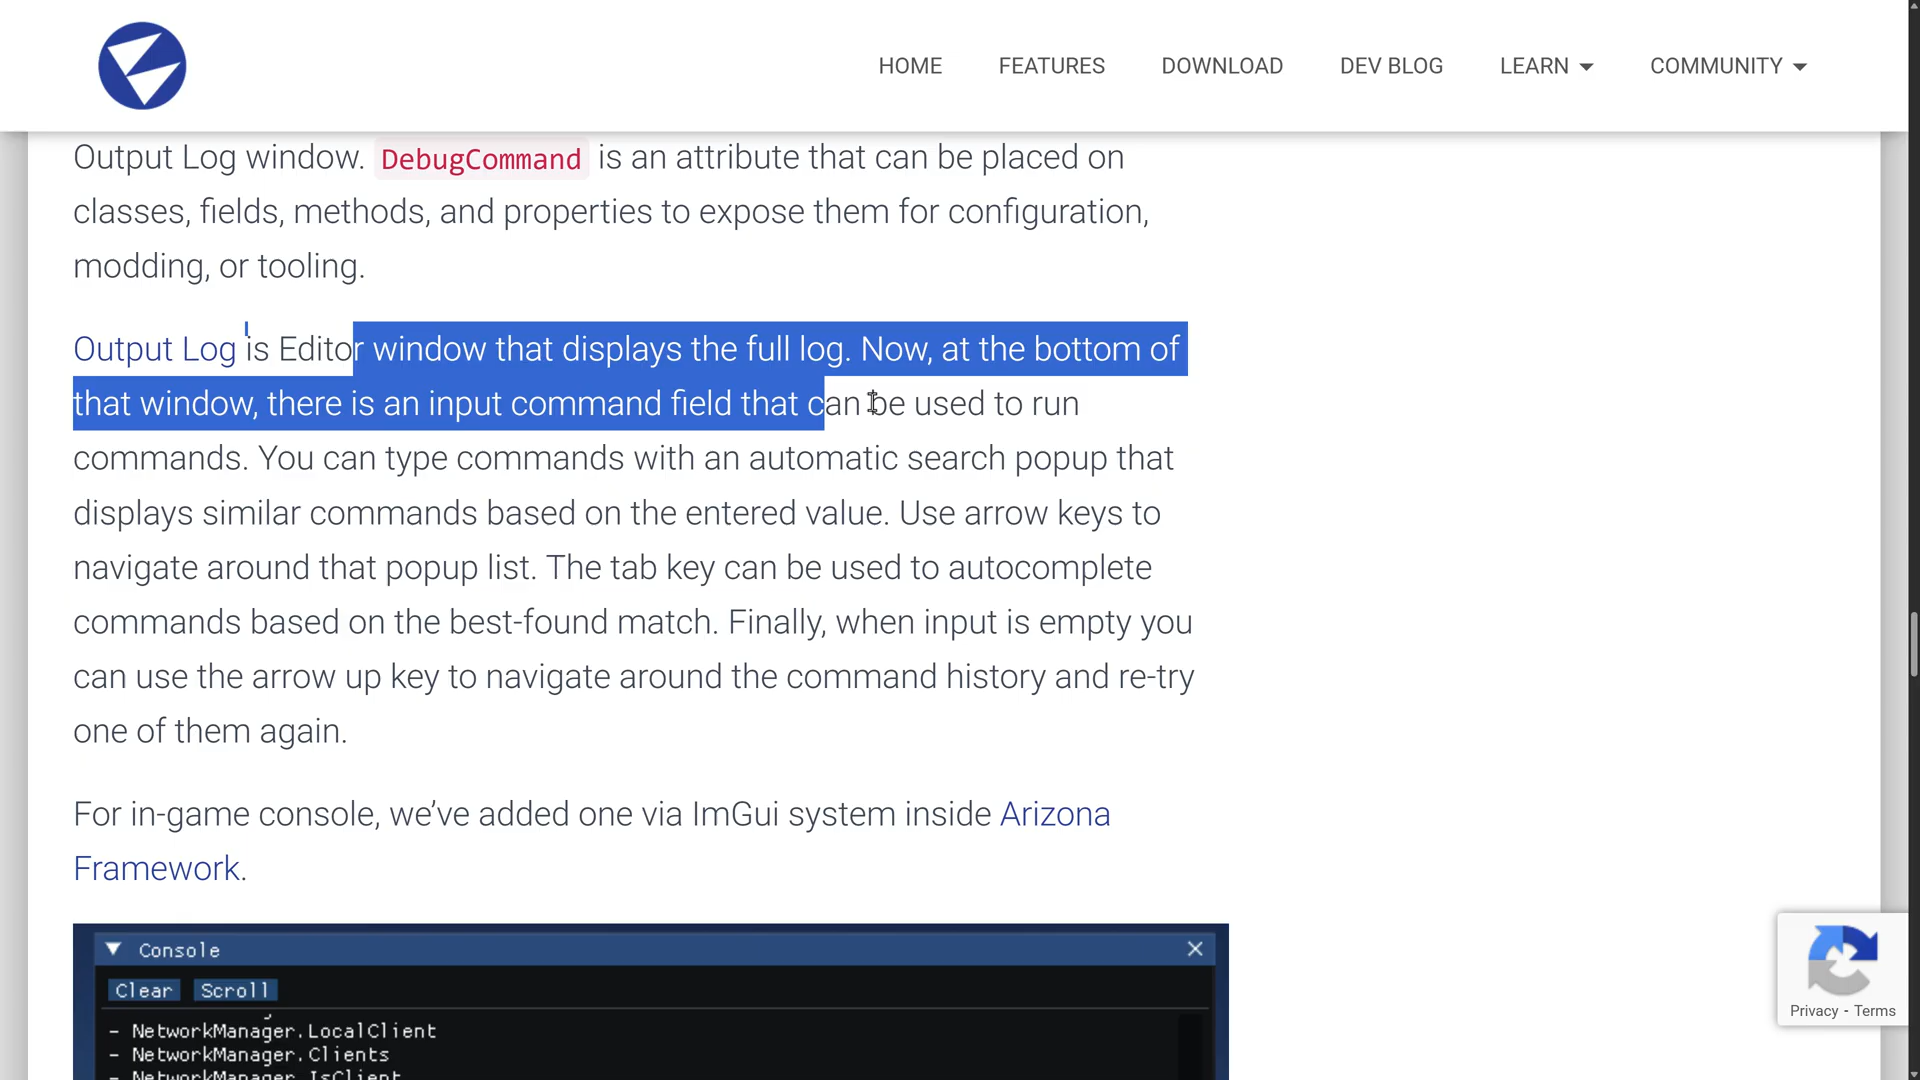 HOME FEATURES DOWNLOAD DEV BLOG LEARN COMMUNITY
Output Log window. DebugCommand is an attribute that can be placed on
classes, fields, methods, and properties to expose them for configuration,
modding, or tooling.
Output Log is Editor window that displays the full log. Now, at the bottom of
that window, there is an input command field that can be used to run
commands. You can type commands with an automatic search popup that
displays similar commands based on the entered value. Use arrow keys to
navigate around that popup list. The tab key can be used to autocomplete
commands based on the best-found match. Finally, when input is empty you
can use the arrow up key to navigate around the command history and re-try
one of them again.
For in-game console, we’ve added one via ImGui system inside Arizona
Framework.
Console
Clear Scroll
- NetworkManager.LocalClient
- NetworkManager.Clients
- NetworkManager.IsClient
Privacy - Terms